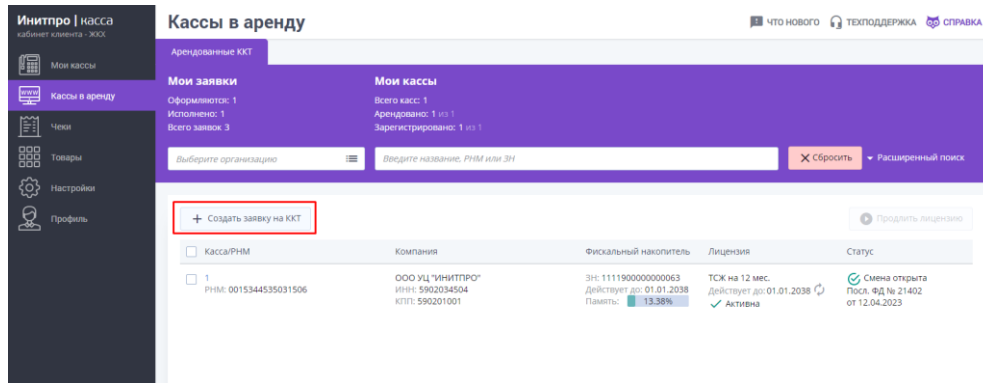 Инитпро | касса
кабинет клиента - ЖКХ
Мои кассы
Кассы в аренду
Чеки
Товары
Настройки
Профиль
Кассы в аренду
ЧТО НОВОГО
ТЕХПОДДЕРЖКА
СПРАВКА
Арендованные ККТ
Мои заявки
Оформляются: 1
Исполнено: 1
Всего заявок 3
Мои кассы
Всего касс: 1
Арендовано: 1 из 1
Зарегистрировано: 1 из 1
Выберите организацию
Введите название, РНМ или ЗН
Сбросить
Расширенный поиск
+ Создать заявку на ККТ
Продлить лицензию
Касса/РНМ
Компания
Фискальный накопитель
Лицензия
Статус
1
РНМ: 0015344535031506
ООО УЦ "ИНИТПРО"
ИНН: 5902034504
КПП: 590201001
ЗН: 1111900000000063
Действует до: 01.01.2038
Память: 13.38%
ТСЖ на 12 мес.
Действует до: 01.01.2038
Активна
Смена открыта
Посл. ФД № 21402
от 12.04.2023